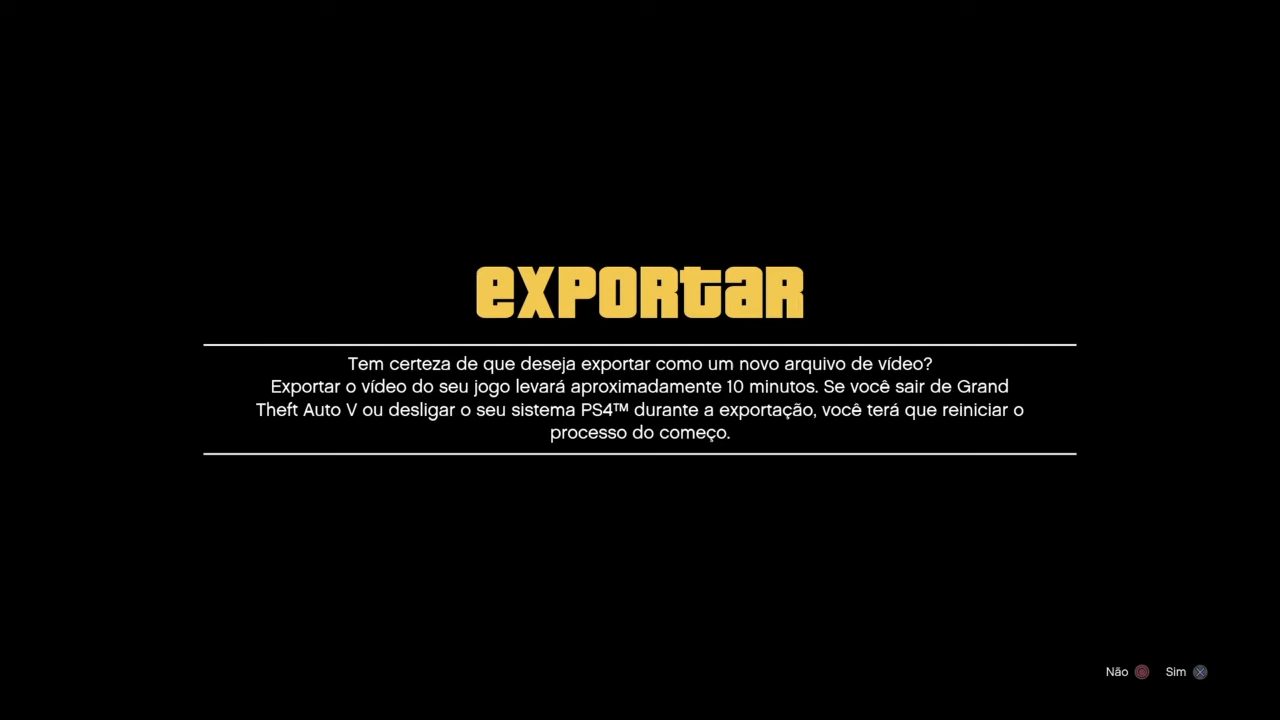 exportar
Tem certeza de que deseja exportar como um novo arquivo de vídeo?
Exportar o vídeo do seu jogo levará aproximadamente 10 minutos. Se você sair de Grand
Theft Auto V ou desligar o seu sistema PS4™ durante a exportação, você terá que reiniciar o
processo do começo.
Não Sim